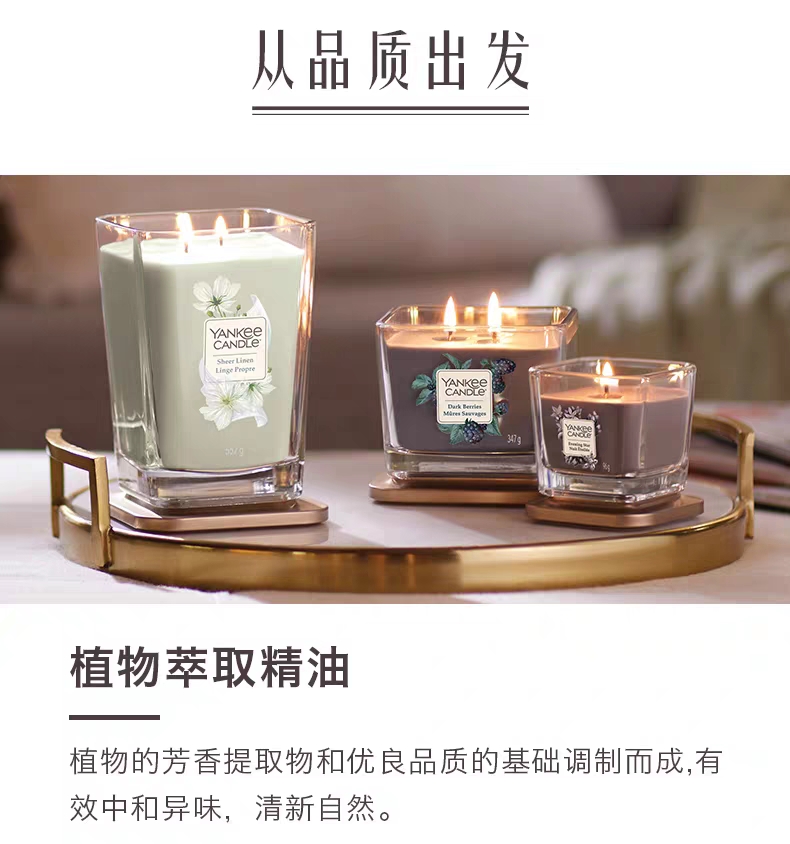 从品质出发
YANKEE
CANDLE
Sheer Linen
Linge Propre
YANKEE
CANDLE
Dark Berries
Mûres Sauvages
347 g
YANKEE
CANDLE
植物萃取精油
植物的芳香提取物和优良品质的基础调制而成,有
效中和异味，清新自然。